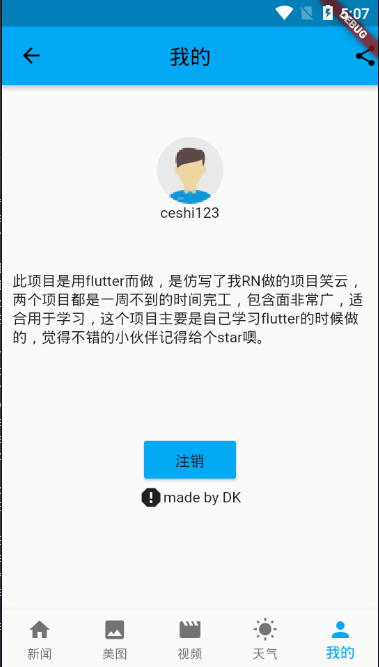 5:07
DEBUG
我的
ceshi123
此项目是用flutter而做，是仿写了我RN做的项目笑云，
两个项目都是一周不到的时间完工，包含面非常广，适
合用于学习，这个项目主要是自己学习flutter的时候做
的，觉得不错的小伙伴记得给个star噢。
注销
made by DK
新闻 美图 视频 天气 我的